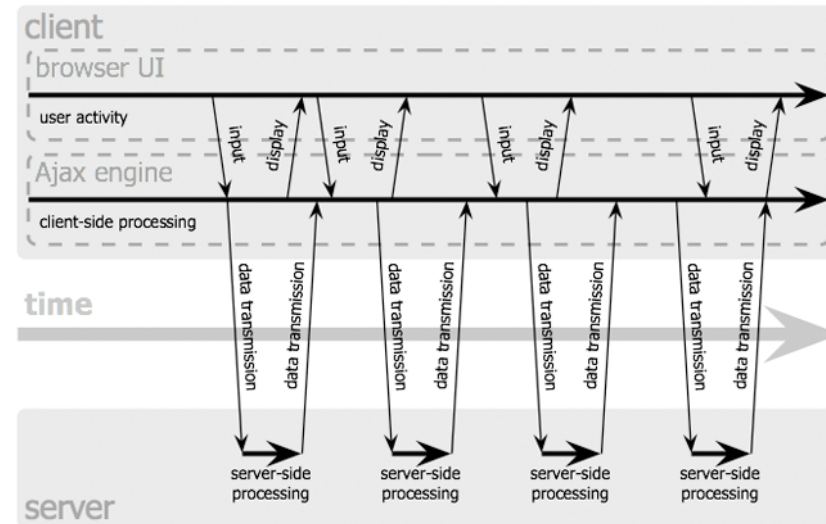 client
browser UI
user activity
input
display
input
display
input
display
input
display
Ajax engine
client-side processing
data transmission
data transmission
data transmission
data transmission
data transmission
data transmission
data transmission
data transmission
time
server-side
processing
server-side
processing
server-side
processing
server-side
processing
server